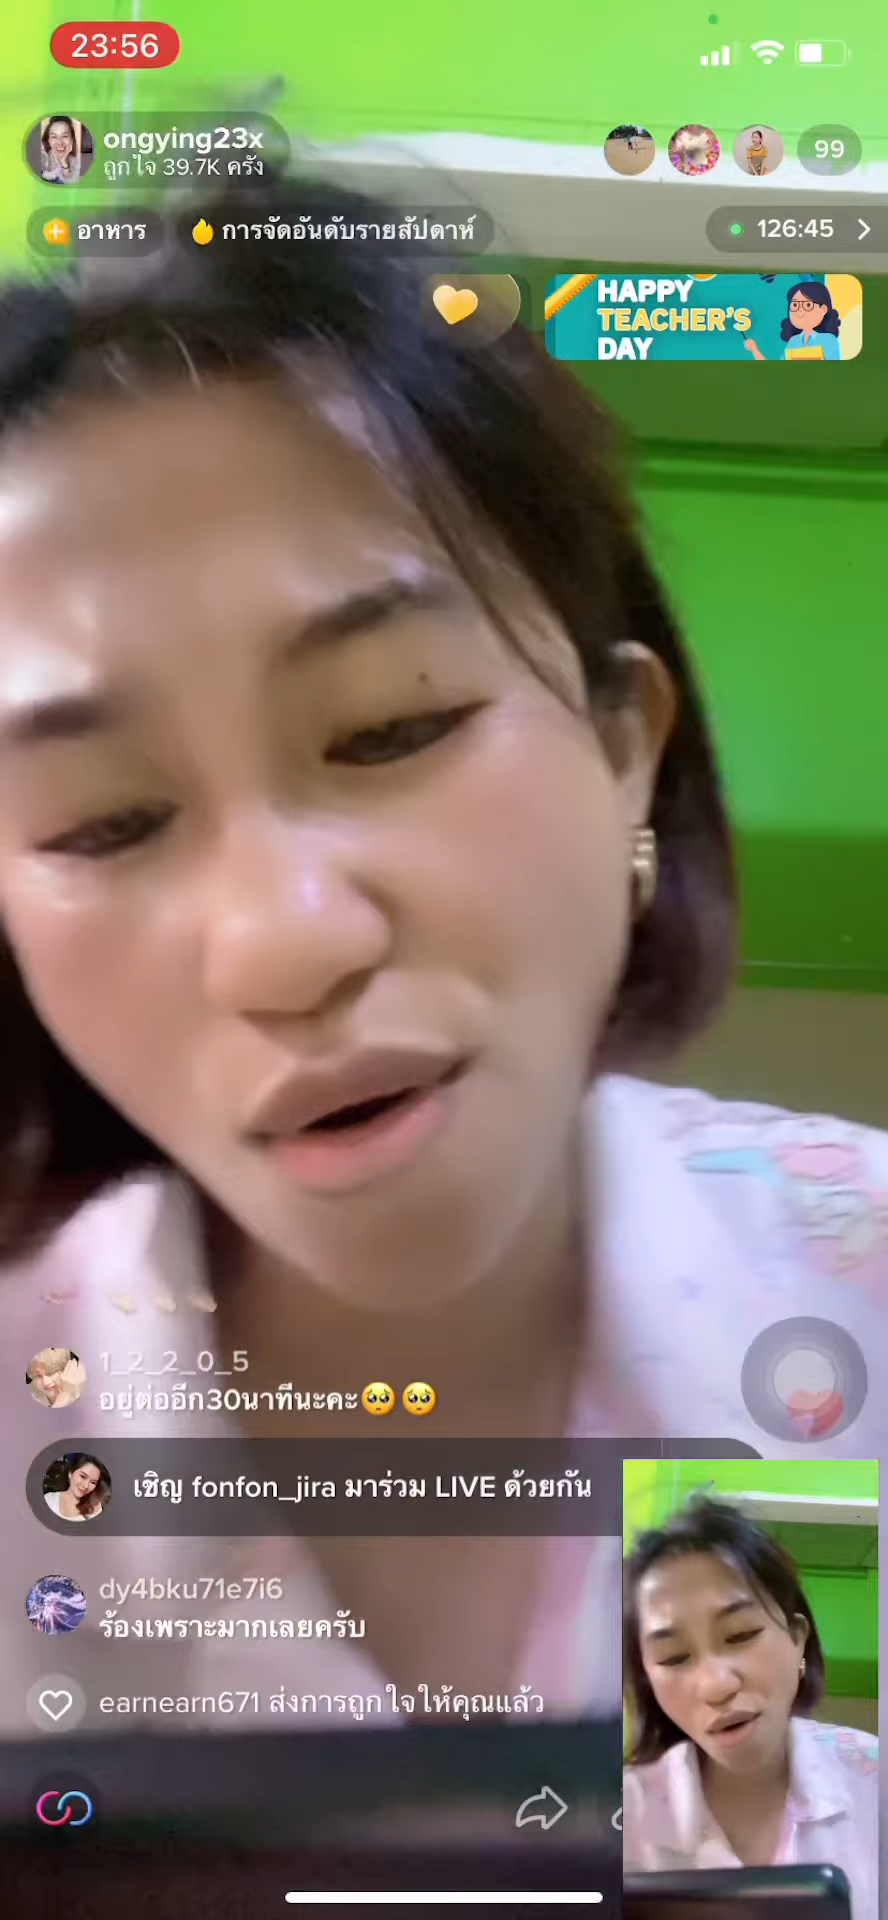 23:56
ongying23x
99
ถูกใจ 39.7K ครั้ง
อาหาร
การจัดอันดับรายสัปดาห์
126:45
HAPPY
TEACHER'S
DAY
1_2_2_0_5
อยู่ต่ออีก30นาทีนะคะ🥺🥺
เชิญ fonfon_jira มาร่วม LIVE ด้วยกัน
dy4bku71e7i6
ร้องเพราะมากเลยครับ
earnearn671 ส่งการถูกใจให้คุณแล้ว